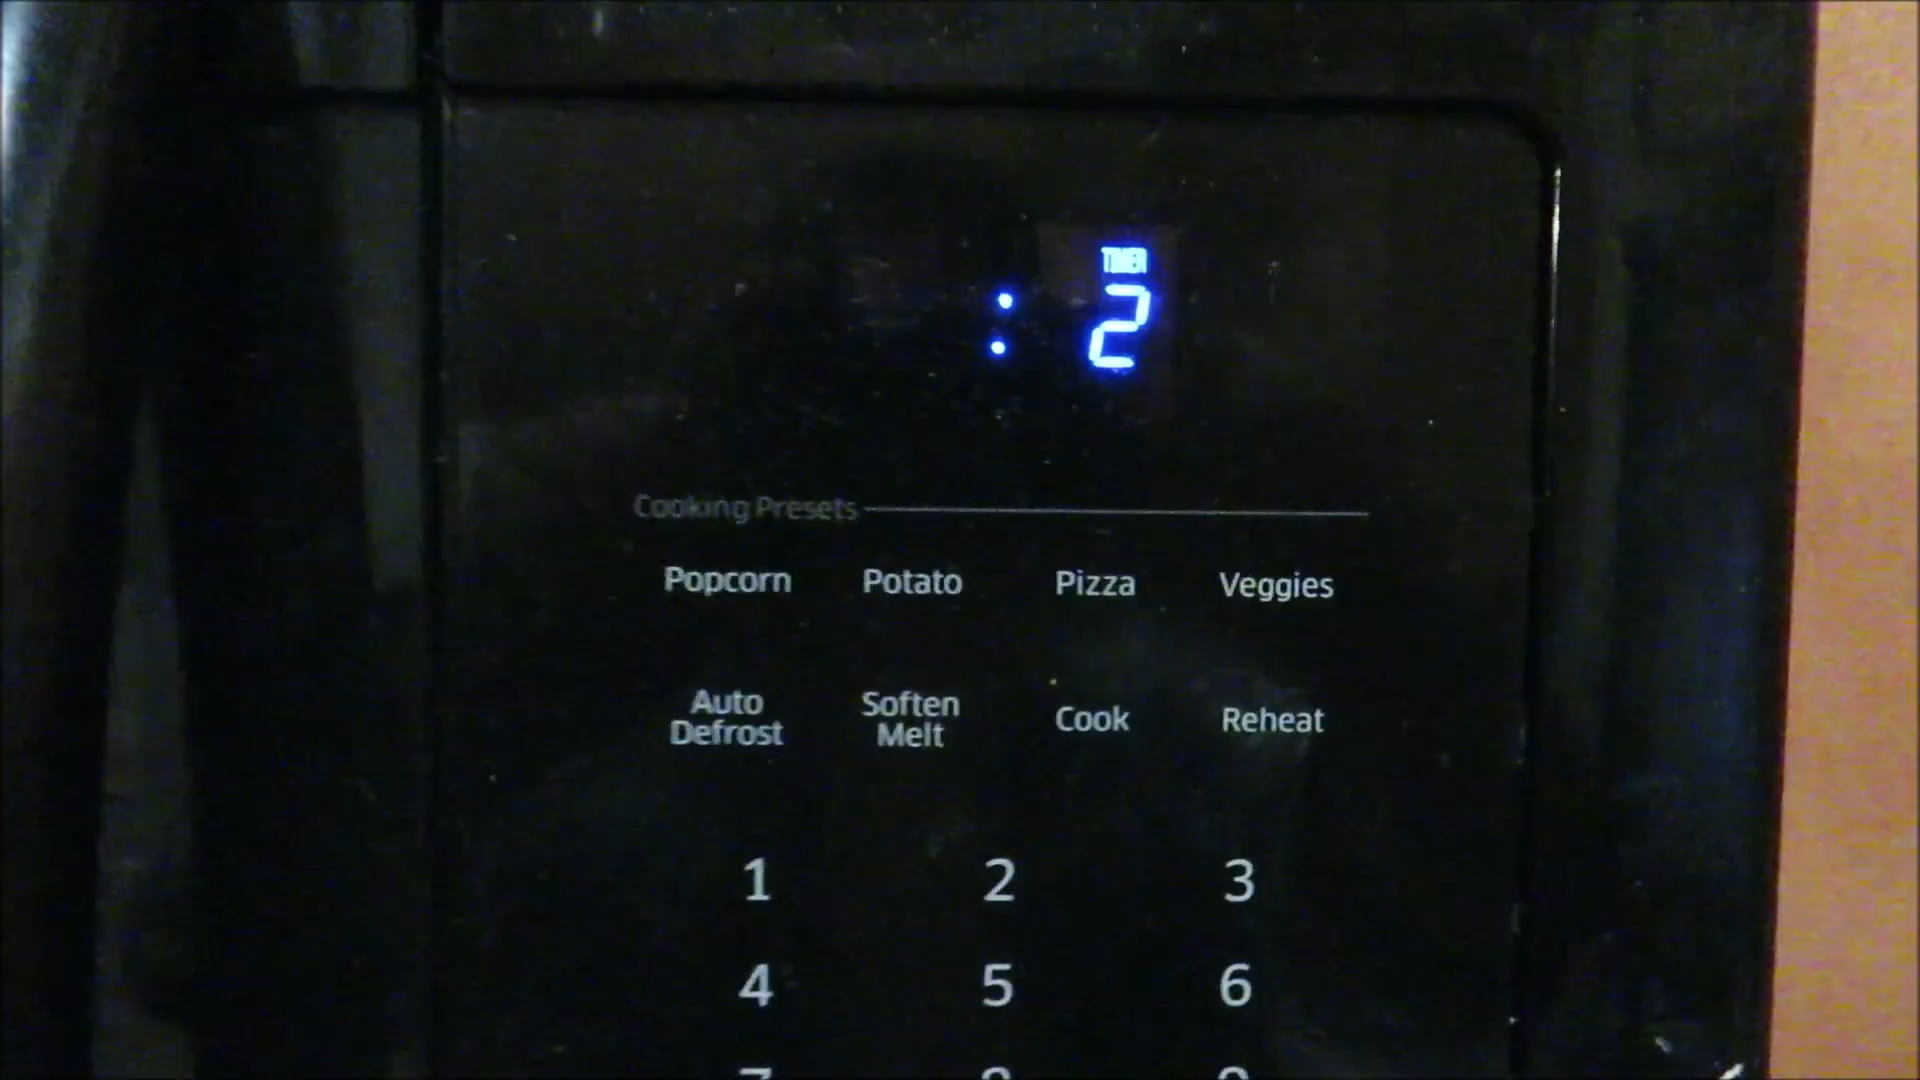 TIMER
: 2
Cooking Presets
Popcorn Potato Pizza Veggies
Auto Defrost Soften Melt Cook Reheat
1 2 3
4 5 6